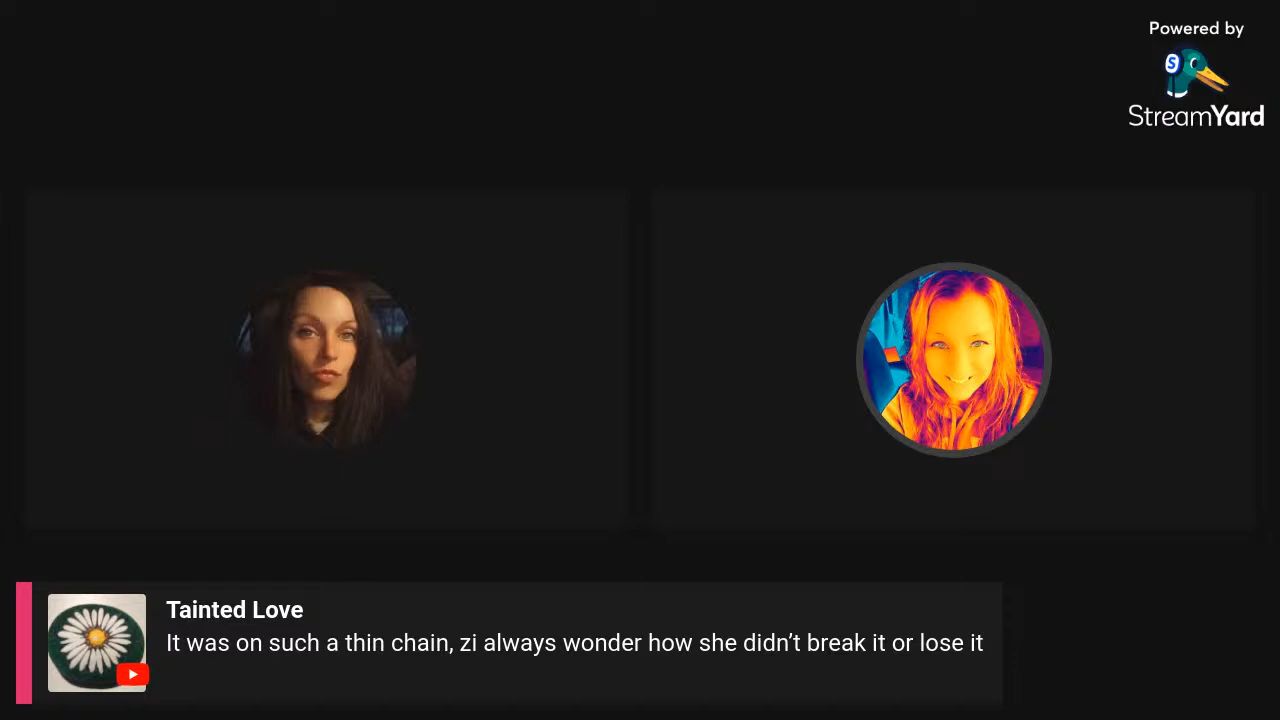 Powered by
S
StreamYard
Tainted Love
It was on such a thin chain, zi always wonder how she didn’t break it or lose it